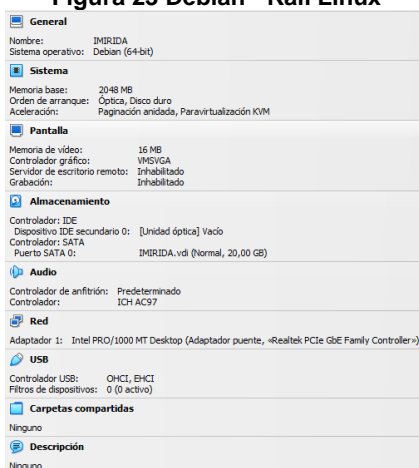 Figura 25 Debian - Kali Linux
General
Nombre: IMIRIDA
Sistema operativo: Debian (64-bit)
Sistema
Memoria base: 2048 MB
Orden de arranque: Óptica, Disco duro
Aceleración: Paginación anidada, Paravirtualización KVM
Pantalla
Memoria de vídeo: 16 MB
Controlador gráfico: VMSVGA
Servidor de escritorio remoto: Inhabilitado
Grabación: Inhabilitado
Almacenamiento
Controlador: IDE
Dispositivo IDE secundario 0: [Unidad óptica] Vacío
Controlador: SATA
Puerto SATA 0: IMIRIDA.vdi (Normal, 20,00 GB)
Audio
Controlador de anfitrión: Predeterminado
Controlador: ICH AC97
Red
Adaptador 1: Intel PRO/1000 MT Desktop (Adaptador puente, «Realtek PCIe GbE Family Controller»)
USB
Controlador USB: OHCI, EHCI
Filtros de dispositivos: 0 (0 activo)
Carpetas compartidas
Ninguno
Descripción
Ninguno